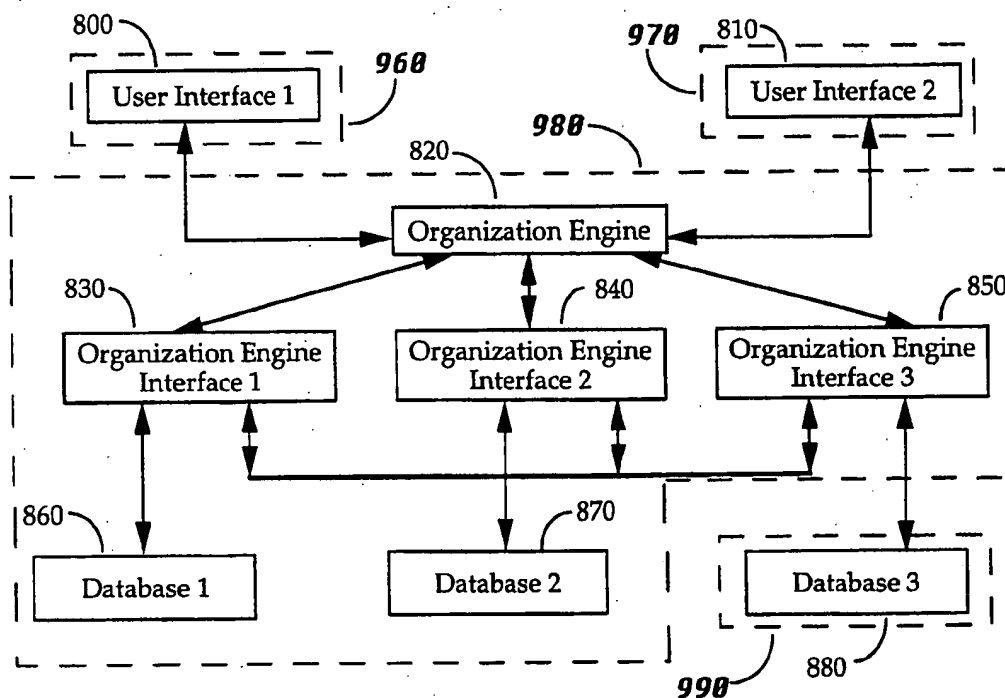 800
960
970
810
User Interface 1
User Interface 2
980
820
Organization Engine
830
840
850
Organization Engine
Interface 1
Organization Engine
Interface 2
Organization Engine
Interface 3
860
870
Database 1
Database 2
Database 3
990
880